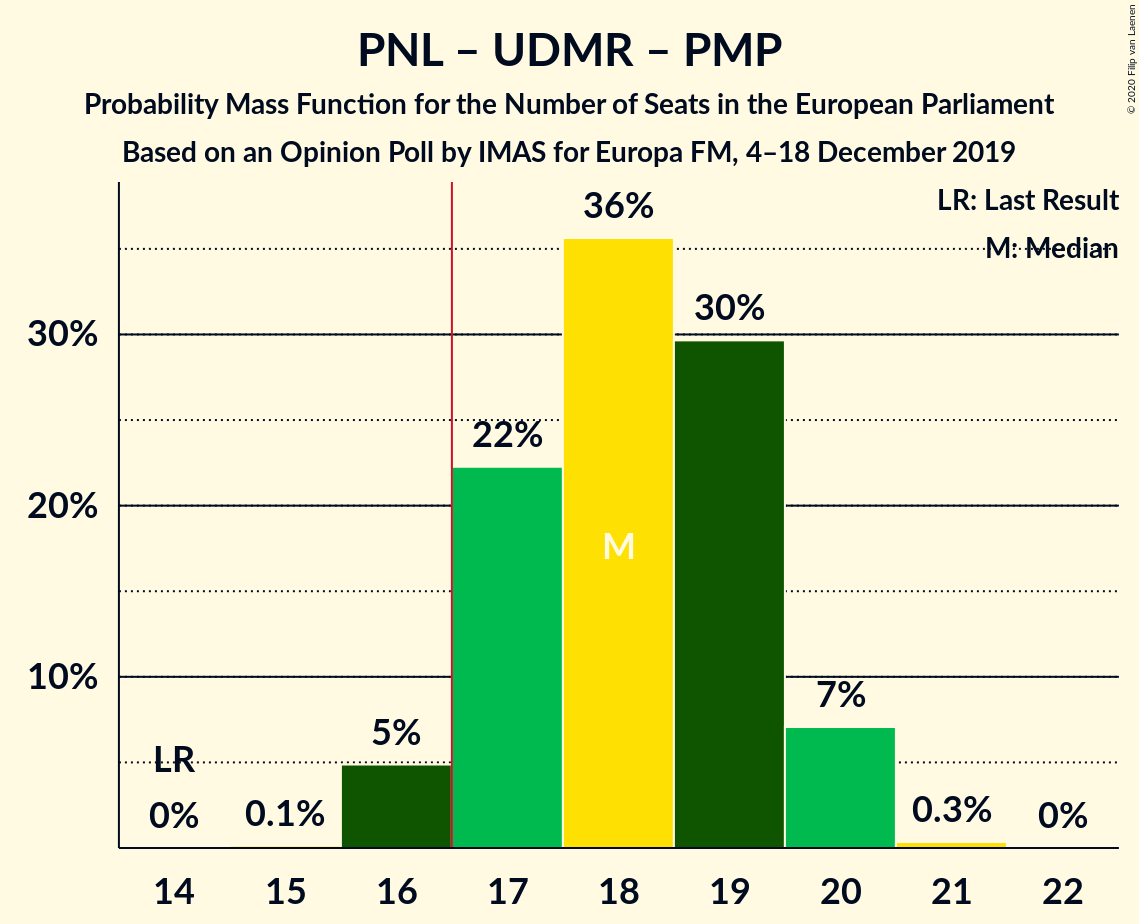 PNL – UDMR – PMP
Probability Mass Function for the Number of Seats in the European Parliament
Based on an Opinion Poll by IMAS for Europa FM, 4–18 December 2019
© 2020 Filip van Laenen
LR: Last Result
M: Median
36%
30%
22%
7%
5%
LR
0%
0.1%
0.3%
0%
M
30%
20%
10%
14 15 16 17 18 19 20 21 22